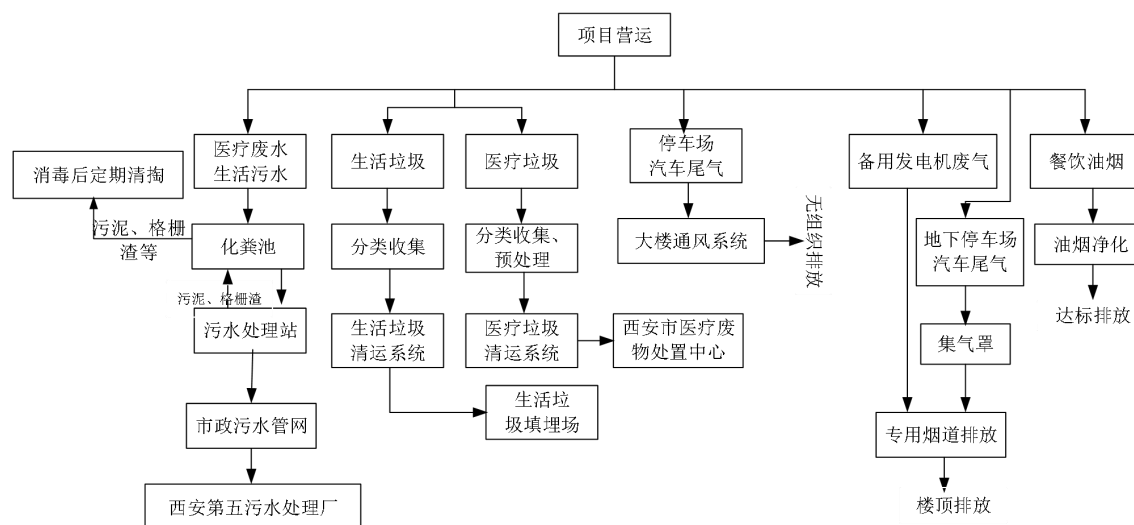 项目营运
医疗废水
生活污水
生活垃圾
医疗垃圾
停车场
汽车尾气
备用发电机废气
餐饮油烟
消毒后定期清掏
污泥、格栅
渣等
化粪池
分类收集
分类收集、
预处理
大楼通风系统
无组织排放
地下停车场
汽车尾气
油烟净化
污泥、格栅渣
污水处理站
生活垃圾
清运系统
医疗垃圾
清运系统
西安市医疗废
物处置中心
达标排放
集气罩
市政污水管网
生活垃
圾填埋场
专用烟道排放
西安第五污水处理厂
楼顶排放